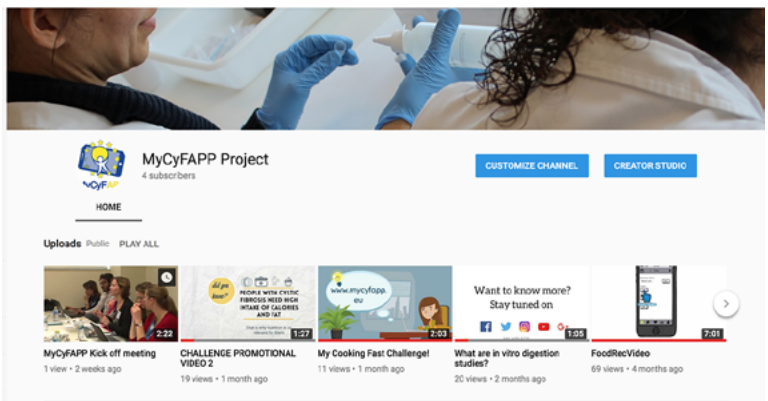 MyCyFAPP Project
4 subscribers
CUSTOMIZE CHANNEL
CREATOR STUDIO
MyCyFAP
HOME
Uploads Public PLAY ALL
2:22
did you know?
PEOPLE WITH CYSTIC
FIBROSIS NEED HIGH
INTAKE OF CALORIES
AND FAT
1:27
www.mycyfapp.
eu
2:03
Want to know more?
Stay tuned on
1:05
7:01
MyCyFAPP Kick off meeting
1 view • 2 weeks ago
CHALLENGE PROMOTIONAL
VIDEO 2
19 views • 1 month ago
My Cooking Fast Challenge!
11 views • 1 month ago
What are in vitro digestion
studies?
20 views • 2 months ago
FoodRecVideo
69 views • 4 months ago